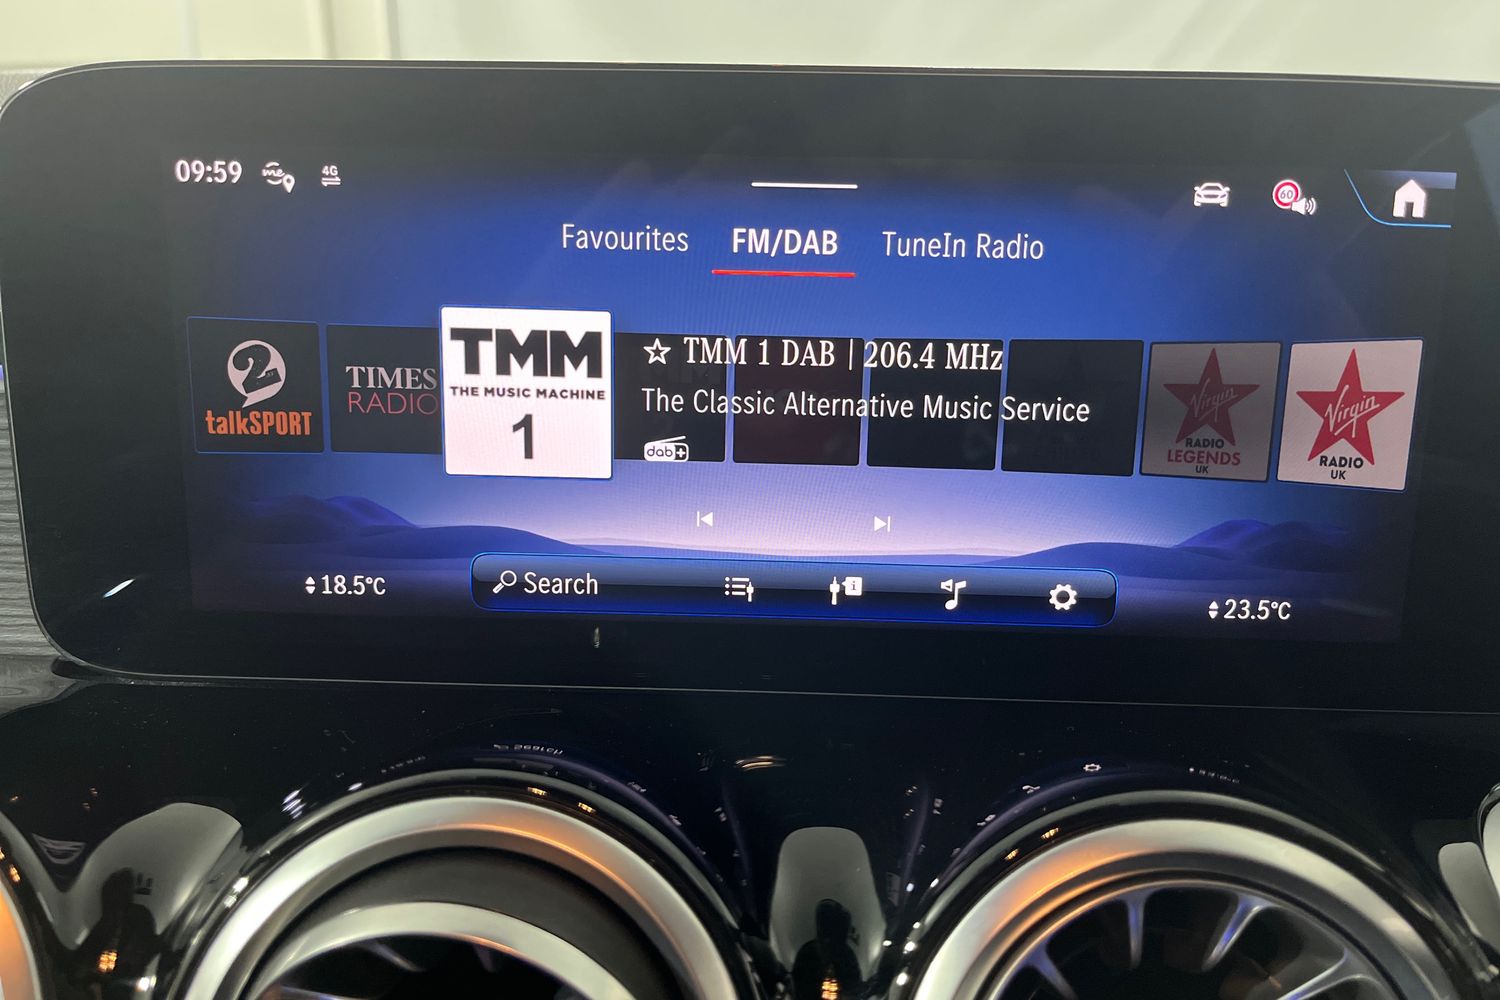 09:59
me
4G
60
Favourites
FM/DAB
TuneIn Radio
2
talkSPORT
TIMES
RADIO
TMM
THE MUSIC MACHINE
1
TMM 1 DAB | 206.4 MHz
The Classic Alternative Music Service
dab+
Virgin
RADIO
LEGENDS
UK
Virgin
RADIO
UK
18.5°C
Search
i
23.5°C